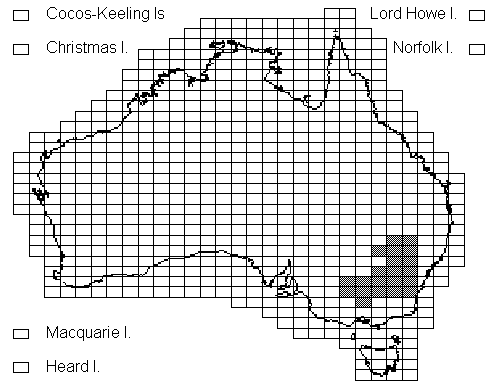 Cocos-Keeling Is
Lord Howe I.
Christmas I.
Norfolk I.
Macquarie I.
Heard I.